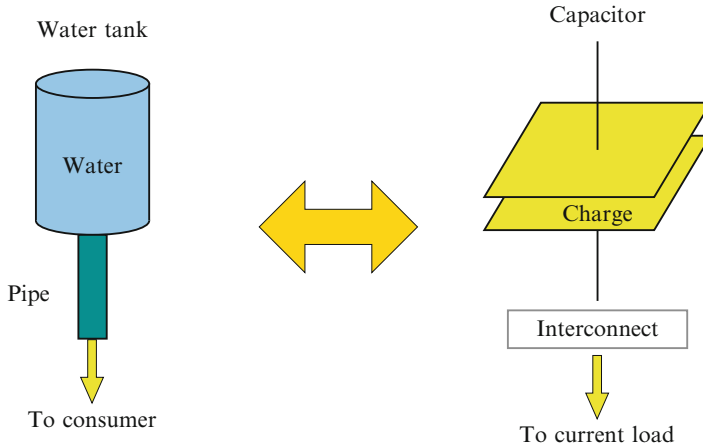 Water tank
Water
Pipe
To consumer
Capacitor
Charge
Interconnect
To current load